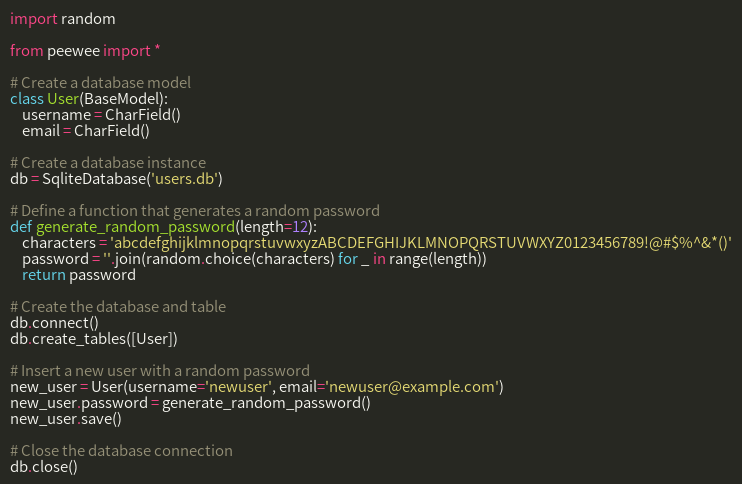 import random
from peewee import *
# Create a database model
class User(BaseModel):
username = CharField()
email = CharField()
# Create a database instance
db = SqliteDatabase('users.db')
# Define a function that generates a random password
def generate_random_password(length=12):
characters = 'abcdefghijklmnopqrstuvwxyzABCDEFGHIJKLMNOPQRSTUVWXYZ0123456789!@#$%^&*()'
password = ''.join(random.choice(characters) for _ in range(length))
return password
# Create the database and table
db.connect()
db.create_tables([User])
# Insert a new user with a random password
new_user = User(username='newuser', email='newuser@example.com')
new_user.password = generate_random_password()
new_user.save()
# Close the database connection
db.close()